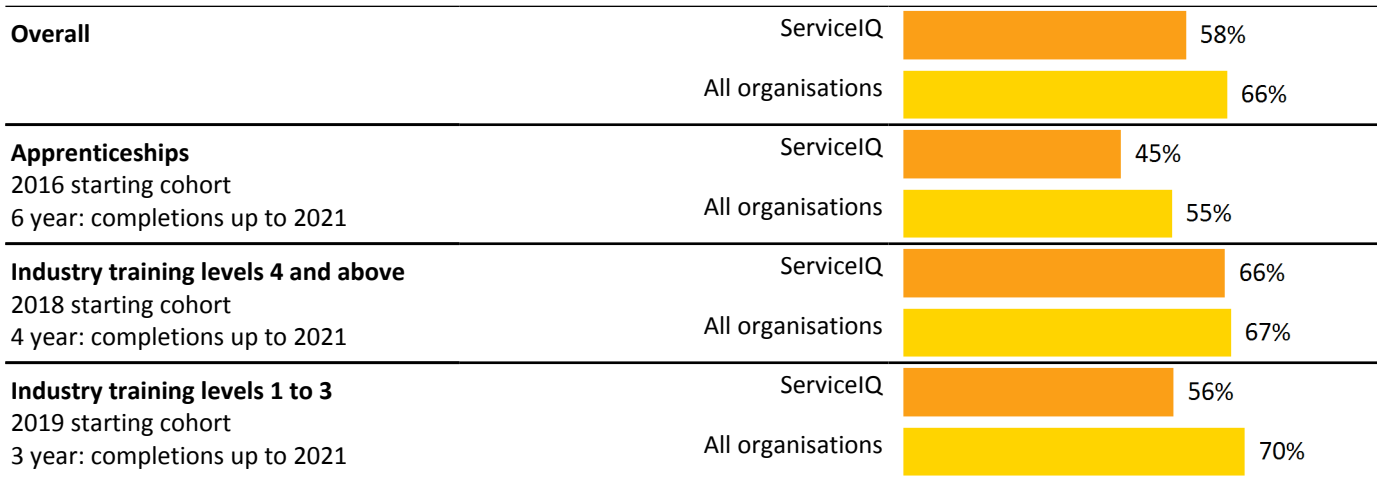 Overall
ServiceIQ 58%
All organisations 66%
Apprenticeships
2016 starting cohort
6 year: completions up to 2021
ServiceIQ 45%
All organisations 55%
Industry training levels 4 and above
2018 starting cohort
4 year: completions up to 2021
ServiceIQ 66%
All organisations 67%
Industry training levels 1 to 3
2019 starting cohort
3 year: completions up to 2021
ServiceIQ 56%
All organisations 70%